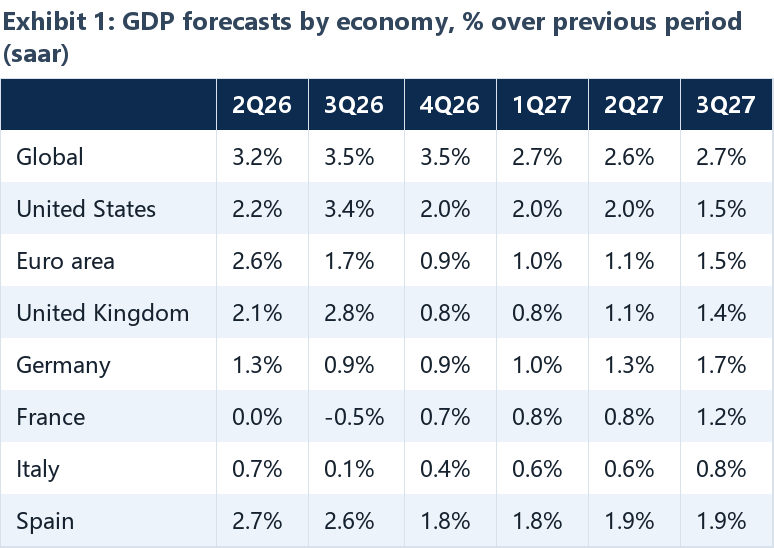 Exhibit 1: GDP forecasts by economy, % over previous period
(saar)
2Q26 3Q26 4Q26 1Q27 2Q27 3Q27
Global 3.2% 3.5% 3.5% 2.7% 2.6% 2.7%
United States 2.2% 3.4% 2.0% 2.0% 2.0% 1.5%
Euro area 2.6% 1.7% 0.9% 1.0% 1.1% 1.5%
United Kingdom 2.1% 2.8% 0.8% 0.8% 1.1% 1.4%
Germany 1.3% 0.9% 0.9% 1.0% 1.3% 1.7%
France 0.0% -0.5% 0.7% 0.8% 0.8% 1.2%
Italy 0.7% 0.1% 0.4% 0.6% 0.6% 0.8%
Spain 2.7% 2.6% 1.8% 1.8% 1.9% 1.9%